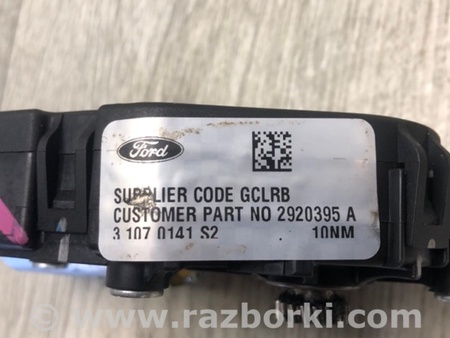 Ford
SUPPLIER CODE GCLRB
CUSTOMER PART NO 2920395 A
3 107 0141 S2 10NM
www.razborki.com